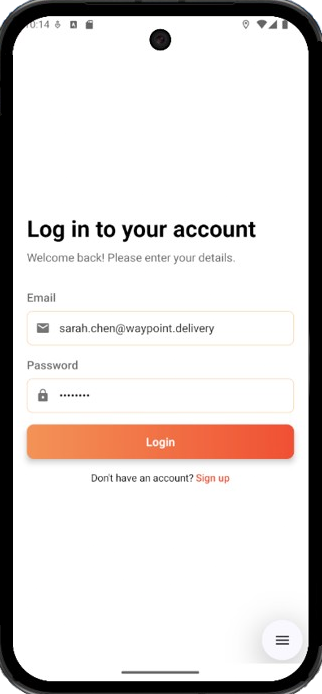 0:14
Log in to your account
Welcome back! Please enter your details.
Email
sarah.chen@waypoint.delivery
Password
••••••••
Login
Don't have an account? Sign up